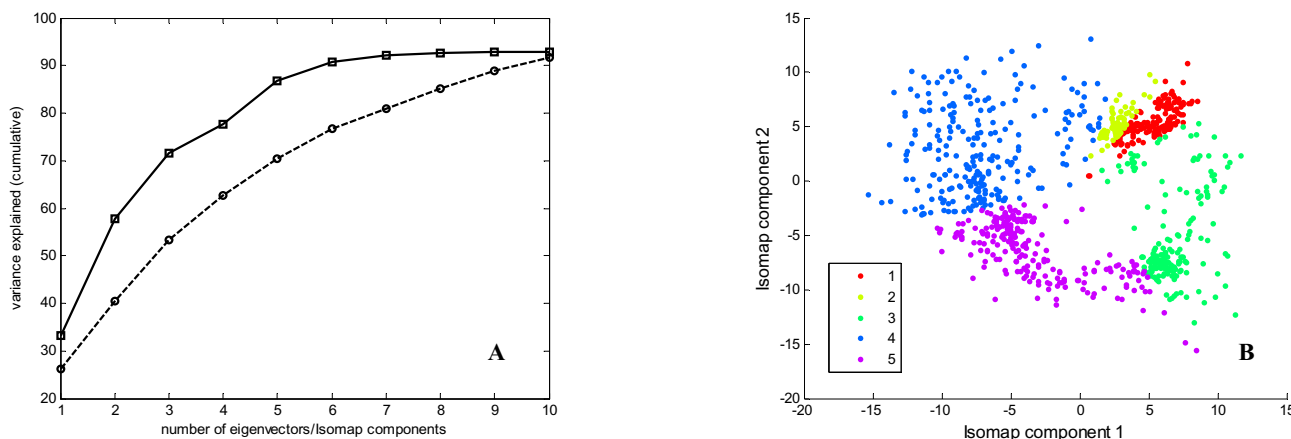 variance explained (cumulative)
100
90
80
70
60
50
40
30
20
1 2 3 4 5 6 7 8 9 10
number of eigenvectors/Isomap components
A
Isomap component 2
15
10
5
0
-5
-10
-15
-20
-20 -15 -10 -5 0 5 10 15
Isomap component 1
1
2
3
4
5
B